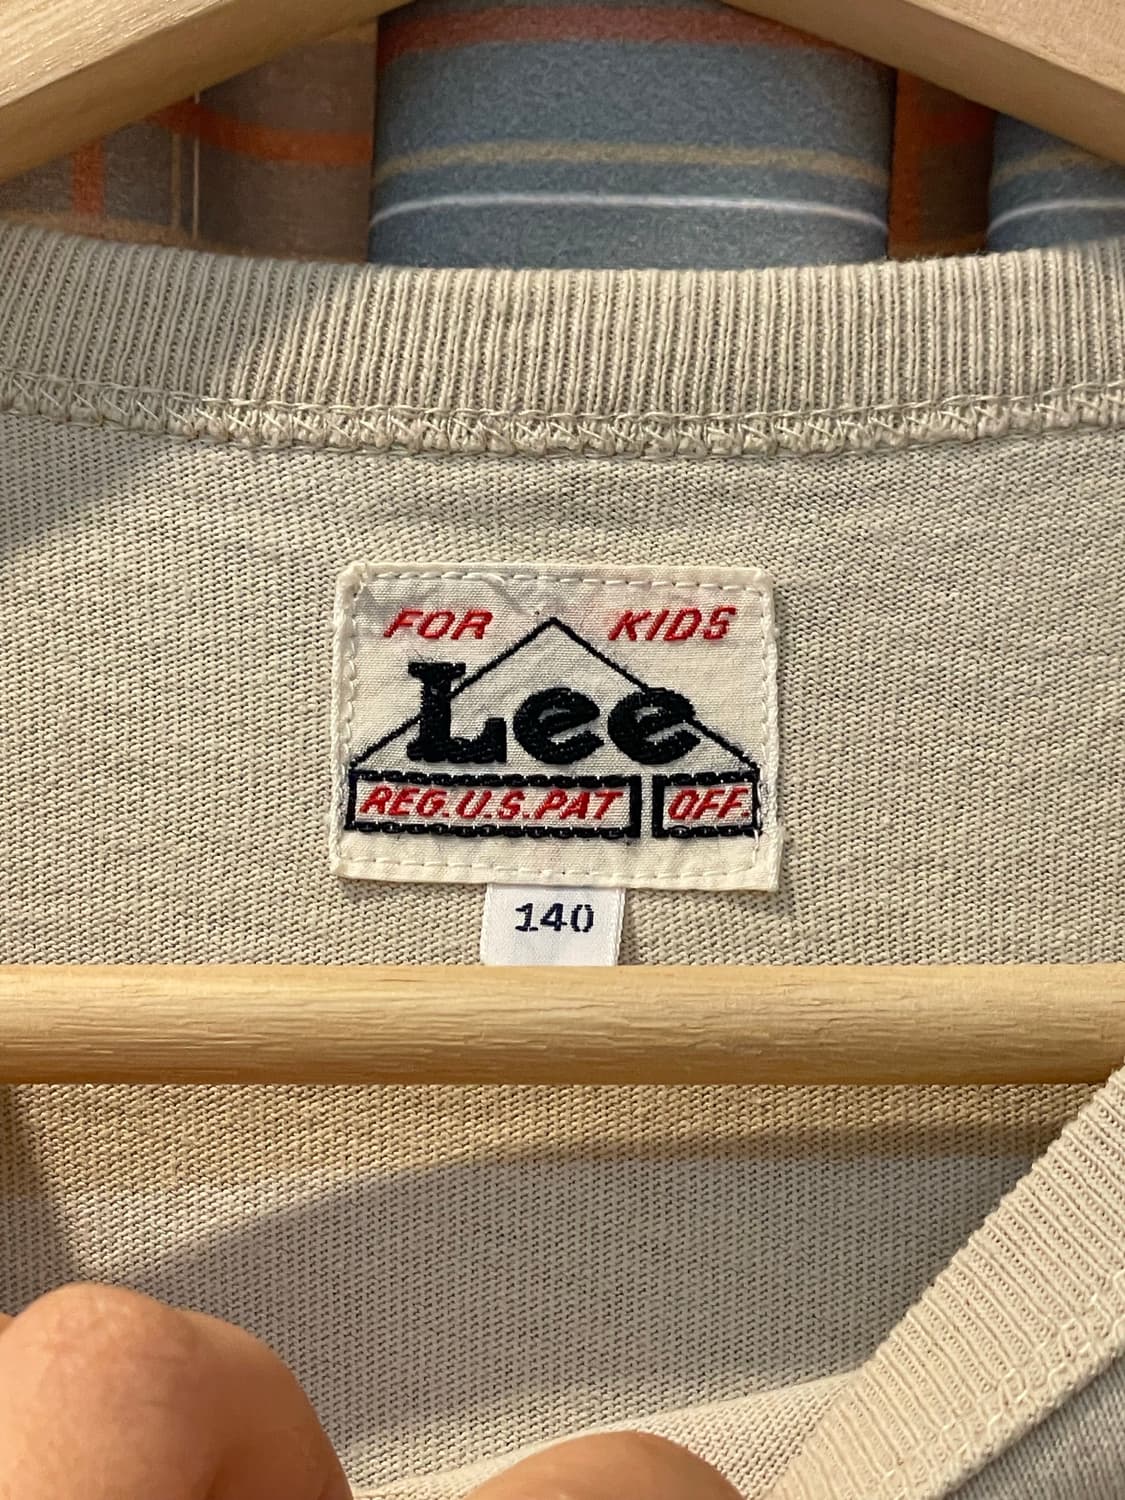 FOR KIDS
Lee
REG.U.S.PAT OFF.
140